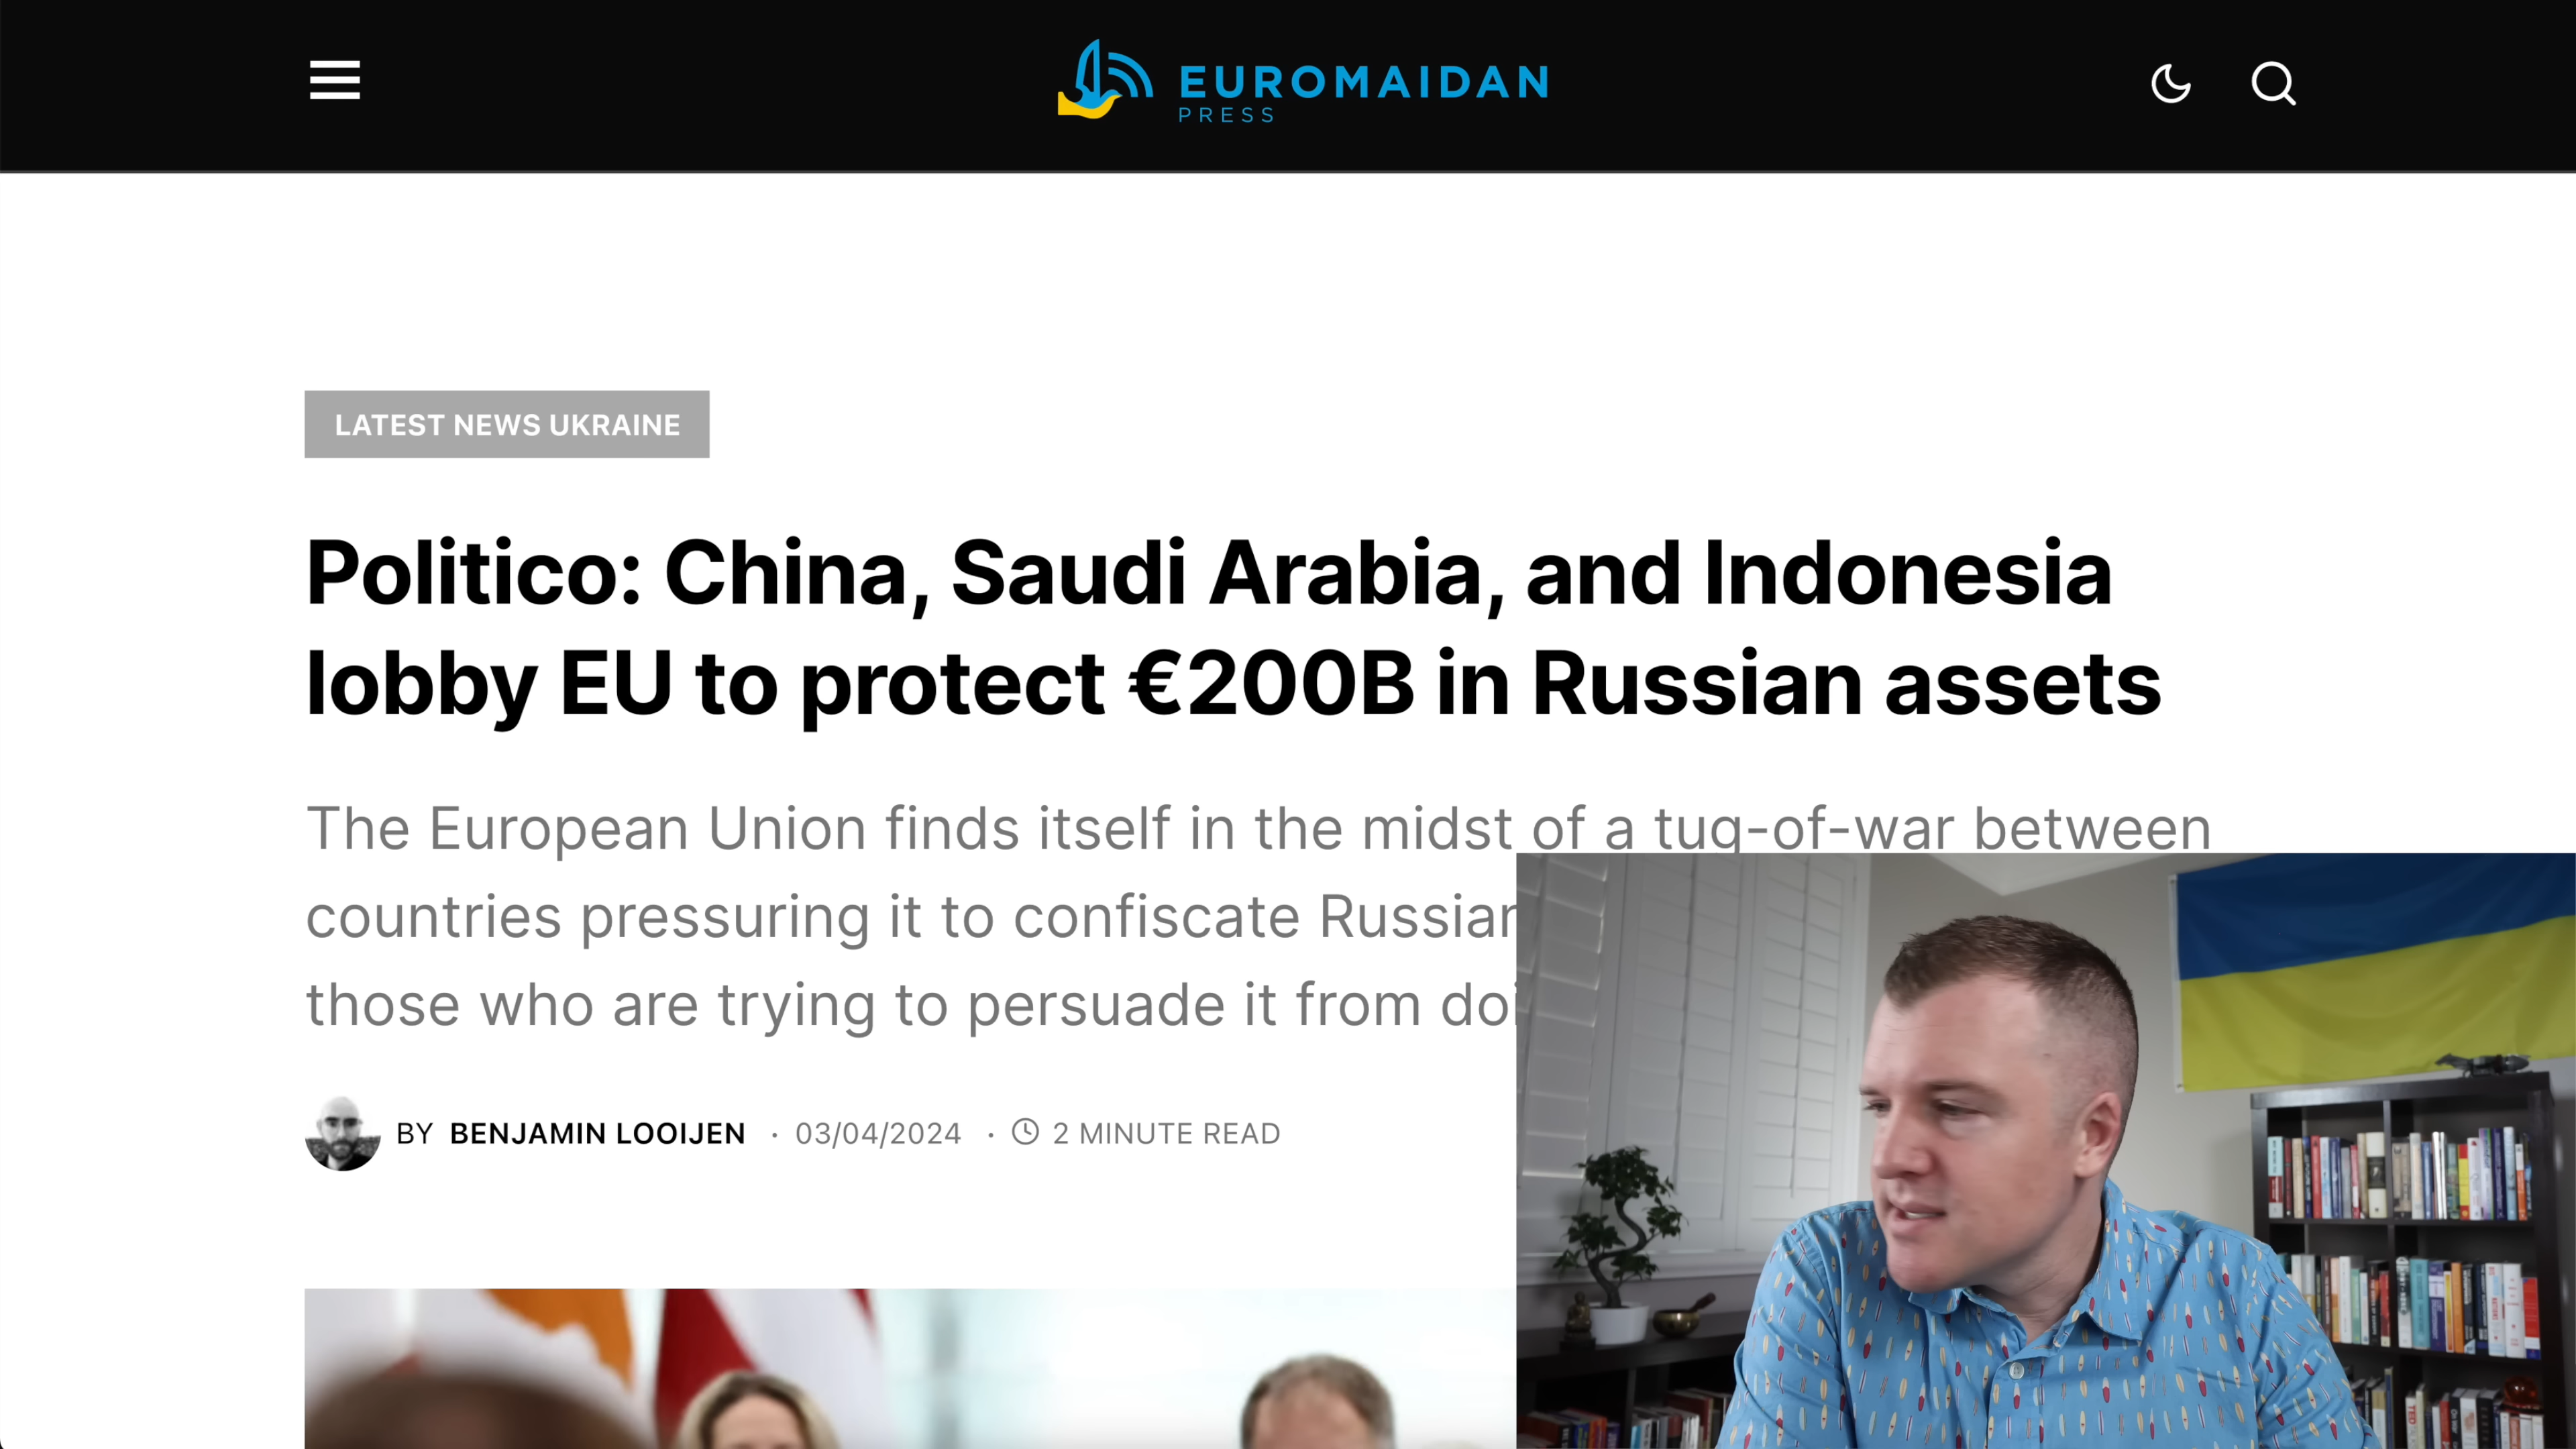 EUROMAIDAN
PRESS
LATEST NEWS UKRAINE
Politico: China, Saudi Arabia, and Indonesia
lobby EU to protect €200B in Russian assets
The European Union finds itself in the midst of a tug-of-war between
countries pressuring it to confiscate
those who are trying to persuade it from
BY BENJAMIN LOOIJEN · 03/04/2024 · 2 MINUTE READ